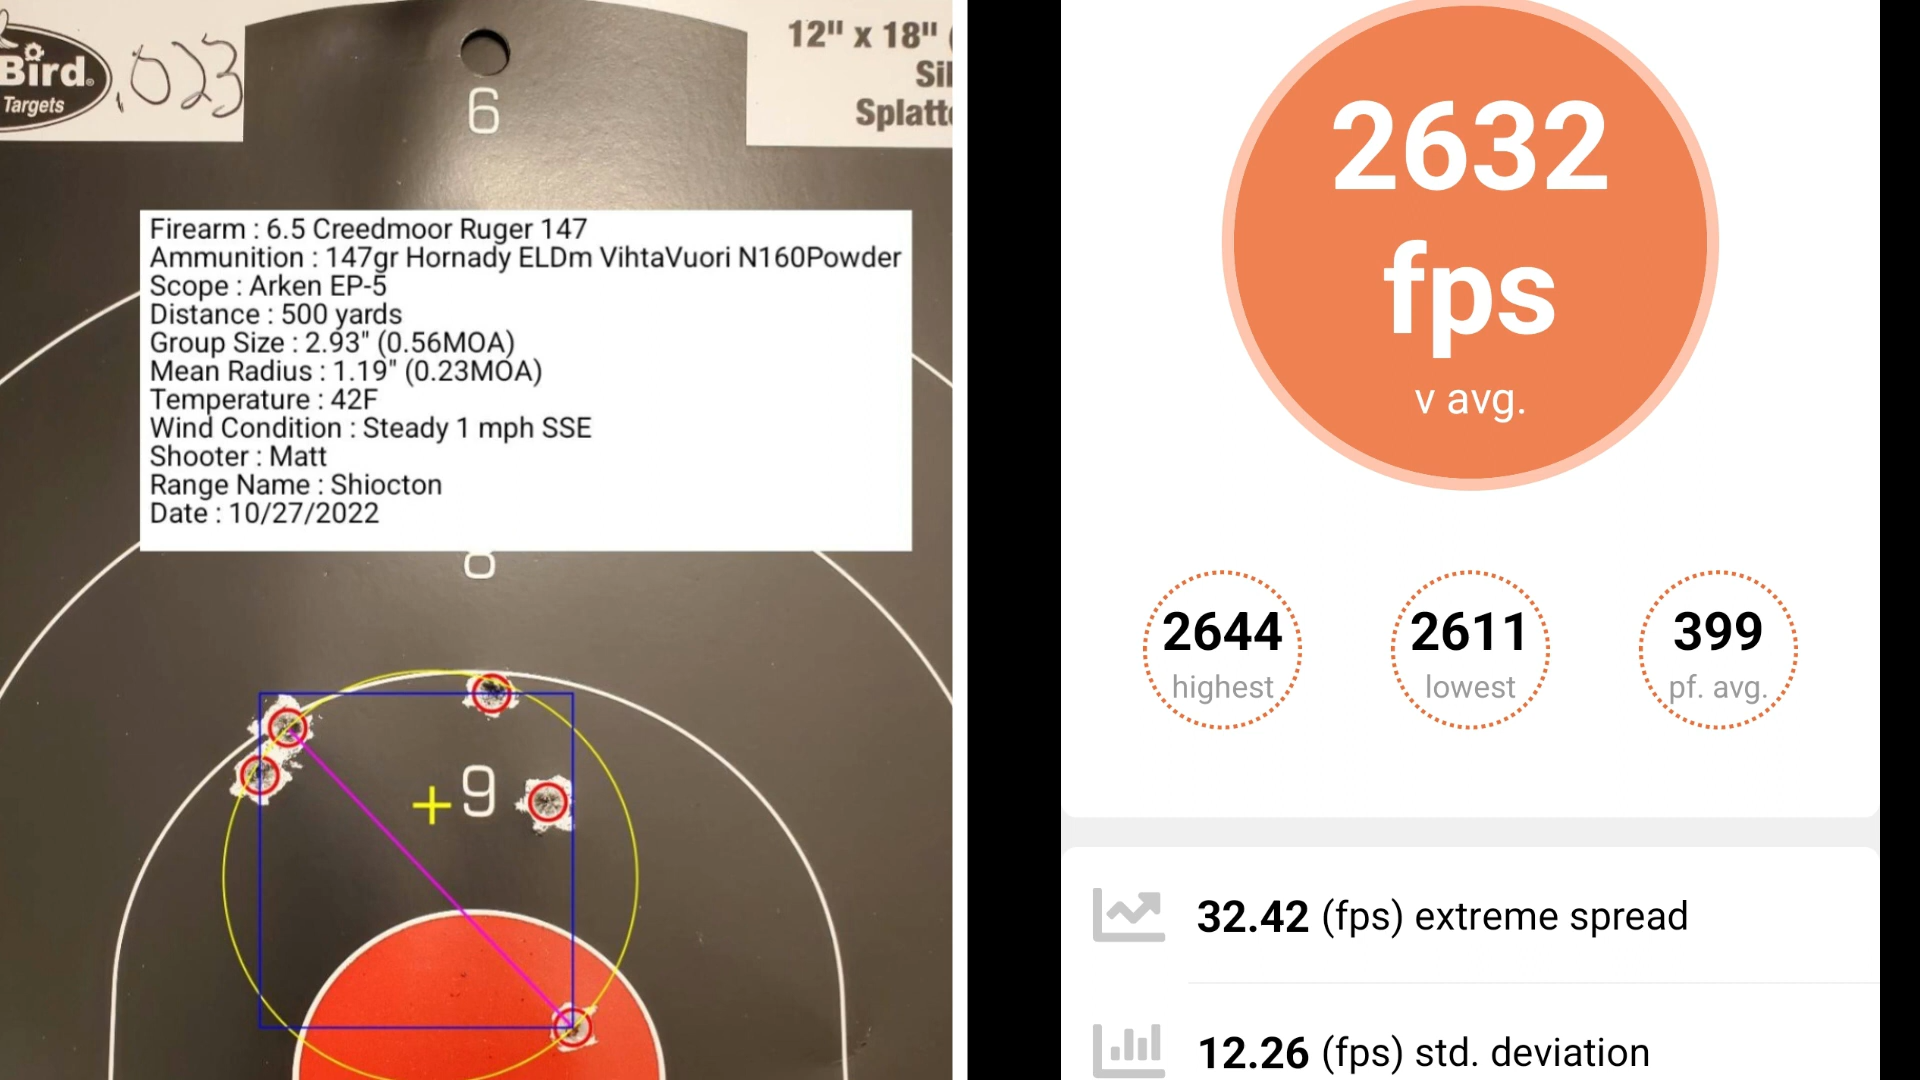 Bird®
Targets
.023
12" x 18" (
Sil
Splatte
6
Firearm : 6.5 Creedmoor Ruger 147
Ammunition : 147gr Hornady ELDm VihtaVuori N160Powder
Scope : Arken EP-5
Distance : 500 yards
Group Size : 2.93" (0.56MOA)
Mean Radius : 1.19" (0.23MOA)
Temperature : 42F
Wind Condition : Steady 1 mph SSE
Shooter : Matt
Range Name : Shiocton
Date : 10/27/2022
8
9
2632
fps
v avg.
2644
highest
2611
lowest
399
pf. avg.
32.42 (fps) extreme spread
12.26 (fps) std. deviation